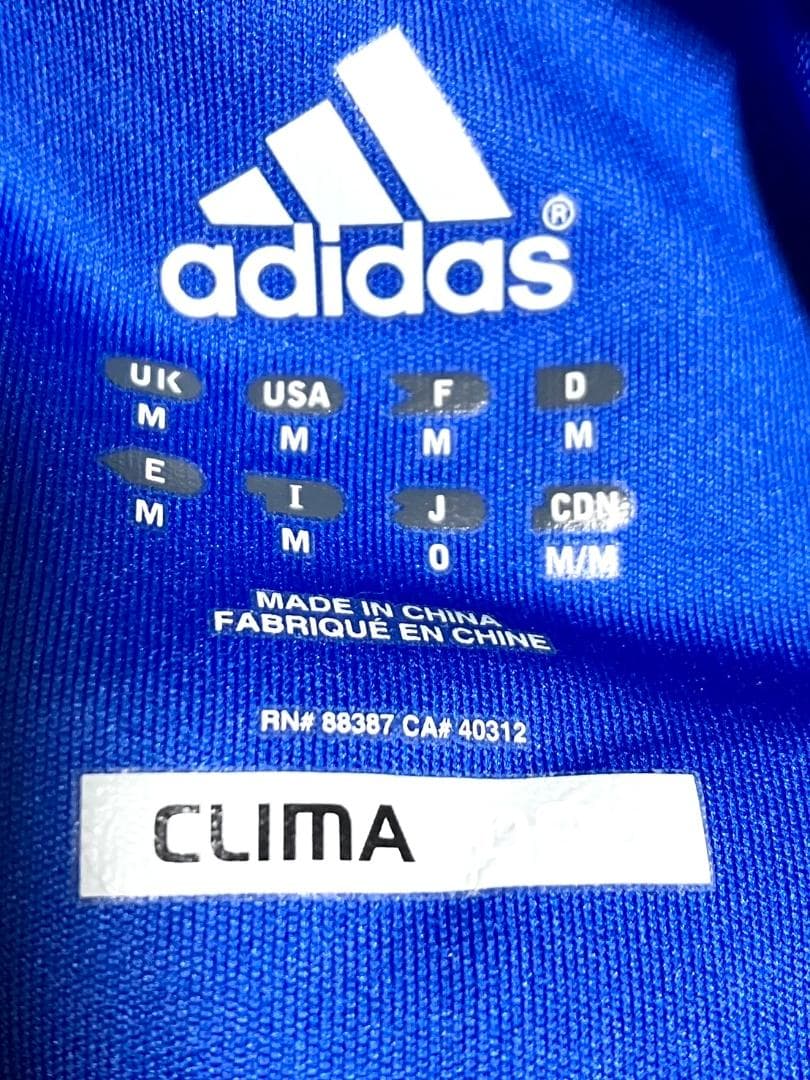 adidas®
UK USA F D
M M M M
E I J CDN
M M O M/M
MADE IN CHINA
FABRIQUÉ EN CHINE
RN# 88387 CA# 40312
CLIMA